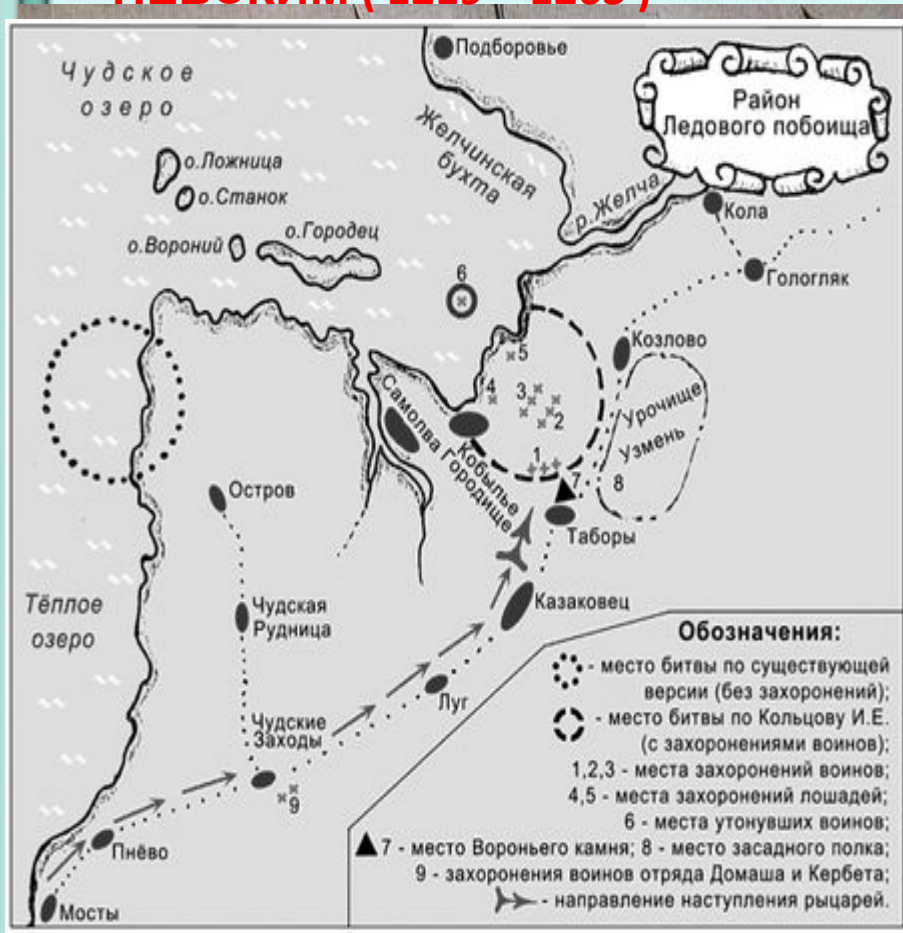 НЕВСКИМ ( 1219 - 1263 )
Подборовье
Чудское
озеро
Район
Ледового побоища
Желчинская
бухта
о.Ложница
о.Станок
р.Желча
Кола
о.Вороний
о.Городец
Гологляк
6
Козлово
5
4
3
2
Самолва
Кобылье
Городище
Урочище
Узмень
1
7
8
Остров
Таборы
Тёплое
озеро
Чудская
Рудница
Казаковец
Луг
Чудские
Заходы
9
Пнёво
Мосты
Обозначения:
- место битвы по существующей
версии (без захоронений);
- место битвы по Кольцову И.Е.
(с захоронениями воинов);
1,2,3 - места захоронений воинов;
4,5 - места захоронений лошадей;
6 - места утонувших воинов;
7 - место Вороньего камня; 8 - место засадного полка;
9 - захоронения воинов отряда Домаша и Кербета;
- направление наступления рыцарей.